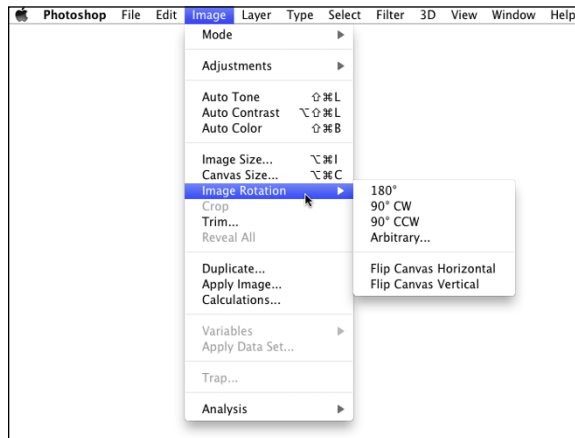 Photoshop File Edit Image Layer Type Select Filter 3D View Window Help
Mode
Adjustments
Auto Tone ⇧⌘L
Auto Contrast ⌥⇧⌘L
Auto Color ⇧⌘B
Image Size... ⌥⌘I
Canvas Size... ⌥⌘C
Image Rotation
Crop
Trim...
Reveal All
Duplicate...
Apply Image...
Calculations...
Variables
Apply Data Set...
Trap...
Analysis
180°
90° CW
90° CCW
Arbitrary...
Flip Canvas Horizontal
Flip Canvas Vertical